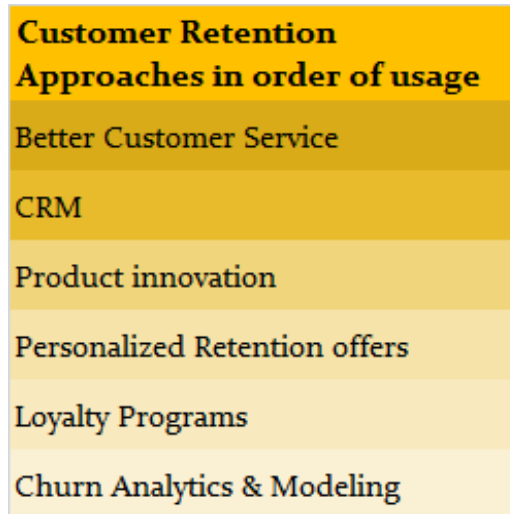 Customer Retention
Approaches in order of usage
Better Customer Service
CRM
Product innovation
Personalized Retention offers
Loyalty Programs
Churn Analytics & Modeling